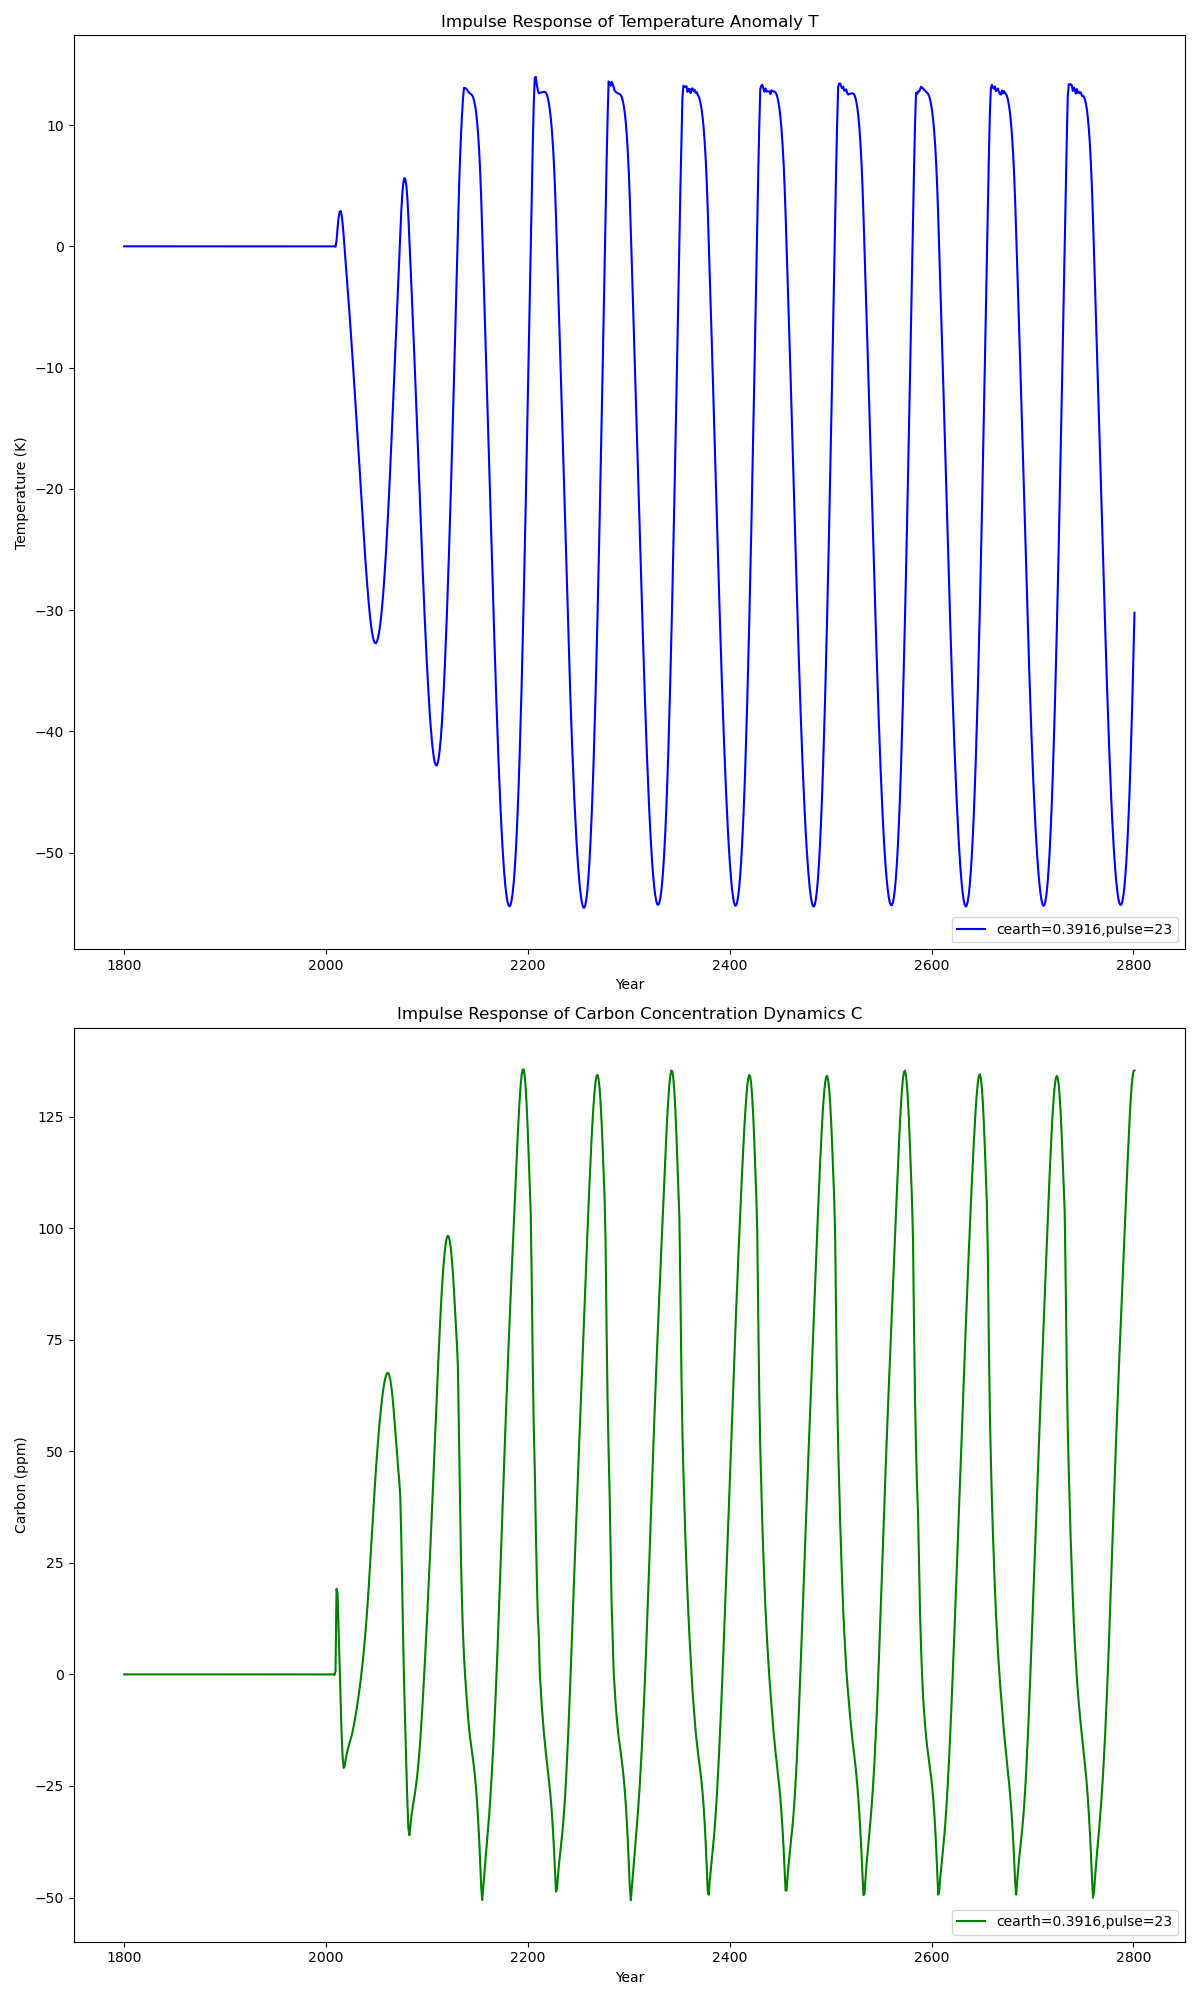 Impulse Response of Temperature Anomaly T
Temperature (K)
10
0
−10
−20
−30
−40
−50
cearth=0.3916,pulse=23
1800 2000 2200 2400 2600 2800
Year
Impulse Response of Carbon Concentration Dynamics C
Carbon (ppm)
125
100
75
50
25
0
−25
−50
cearth=0.3916,pulse=23
1800 2000 2200 2400 2600 2800
Year